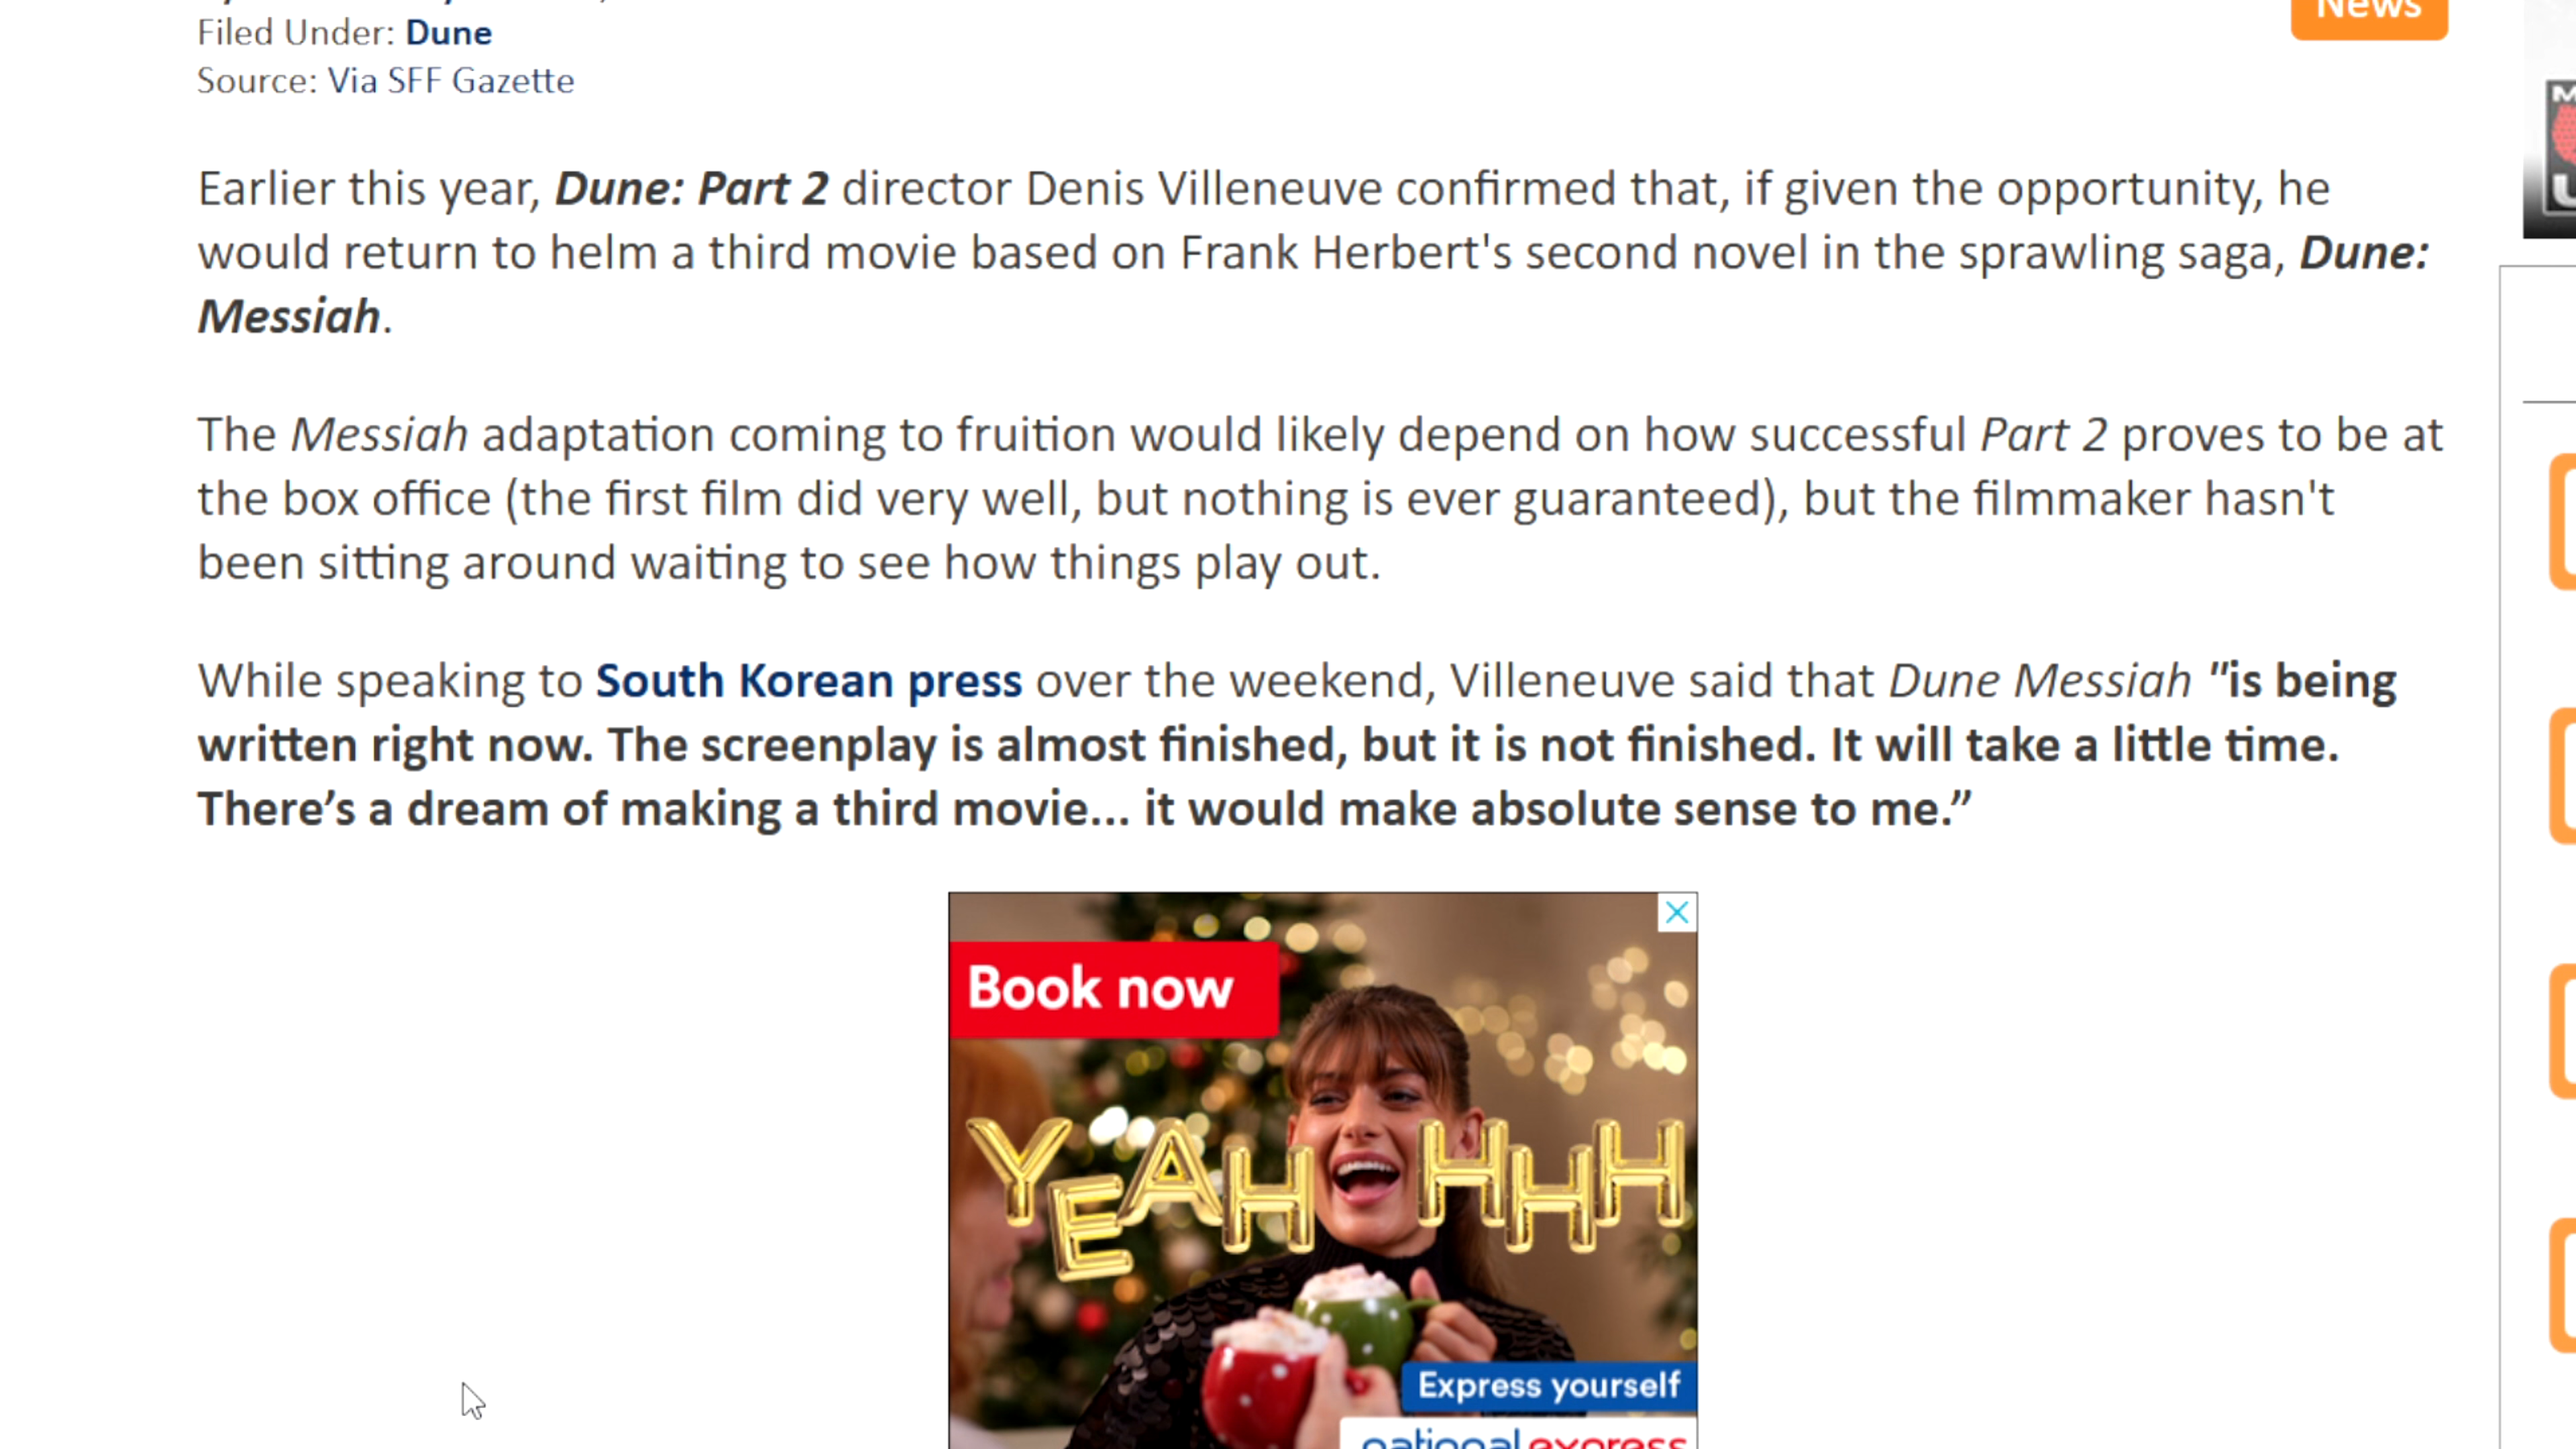 News
Filed Under: Dune
Source: Via SFF Gazette
Earlier this year, Dune: Part 2 director Denis Villeneuve confirmed that, if given the opportunity, he
would return to helm a third movie based on Frank Herbert's second novel in the sprawling saga, Dune:
Messiah.
The Messiah adaptation coming to fruition would likely depend on how successful Part 2 proves to be at
the box office (the first film did very well, but nothing is ever guaranteed), but the filmmaker hasn't
been sitting around waiting to see how things play out.
While speaking to South Korean press over the weekend, Villeneuve said that Dune Messiah "is being
written right now. The screenplay is almost finished, but it is not finished. It will take a little time.
There’s a dream of making a third movie... it would make absolute sense to me.”
Book now
YEAH HHH
Express yourself
national express